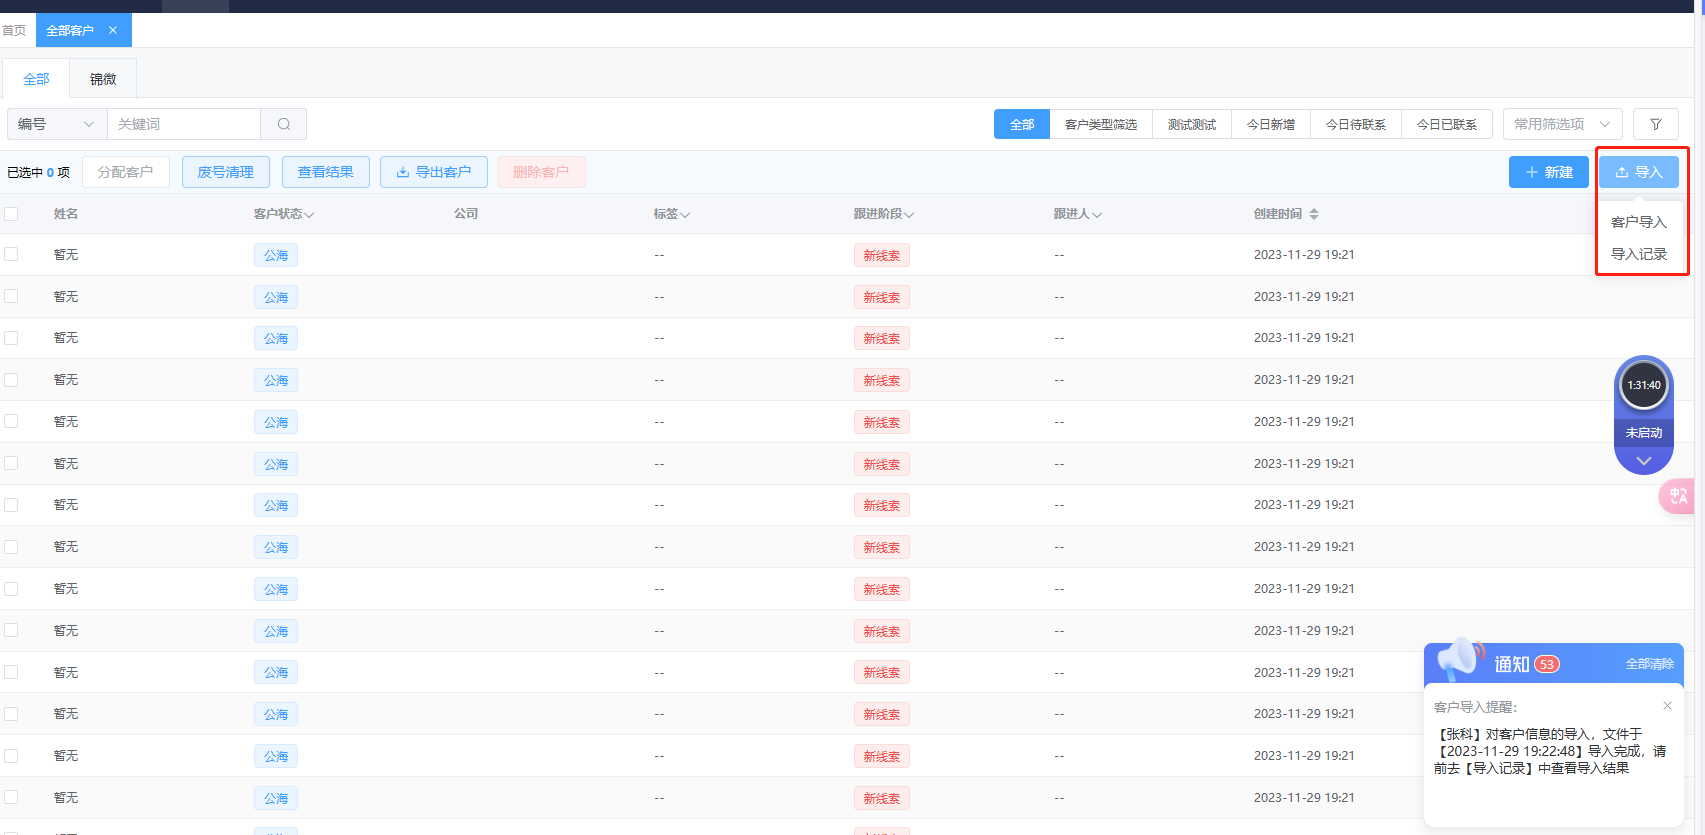 首页 全部客户 ×
全部 锦微
编号 关键词 全部 客户类型筛选 测试测试 今日新增 今日待联系 今日已联系 常用筛选项
已选中 0 项 分配客户 废号清理 查看结果 导出客户 删除客户 新建 导入
客户导入
导入记录
姓名 客户状态 公司 标签 跟进阶段 跟进人 创建时间
暂无 公海 -- 新线索 -- 2023-11-29 19:21
暂无 公海 -- 新线索 -- 2023-11-29 19:21
暂无 公海 -- 新线索 -- 2023-11-29 19:21
暂无 公海 -- 新线索 -- 2023-11-29 19:21
暂无 公海 -- 新线索 -- 2023-11-29 19:21
暂无 公海 -- 新线索 -- 2023-11-29 19:21
暂无 公海 -- 新线索 -- 2023-11-29 19:21
暂无 公海 -- 新线索 -- 2023-11-29 19:21
暂无 公海 -- 新线索 -- 2023-11-29 19:21
暂无 公海 -- 新线索 -- 2023-11-29 19:21
暂无 公海 -- 新线索 -- 2023-11-29 19:21
暂无 公海 -- 新线索 -- 2023-11-29 19:21
暂无 公海 -- 新线索 -- 2023-11-29 19:21
暂无 公海 -- 新线索 -- 2023-11-29 19:21
1:31:40
未启动
中A
通知 53 全部清除
客户导入提醒: ×
【张科】对客户信息的导入，文件于
【2023-11-29 19:22:48】导入完成，请
前去【导入记录】中查看导入结果